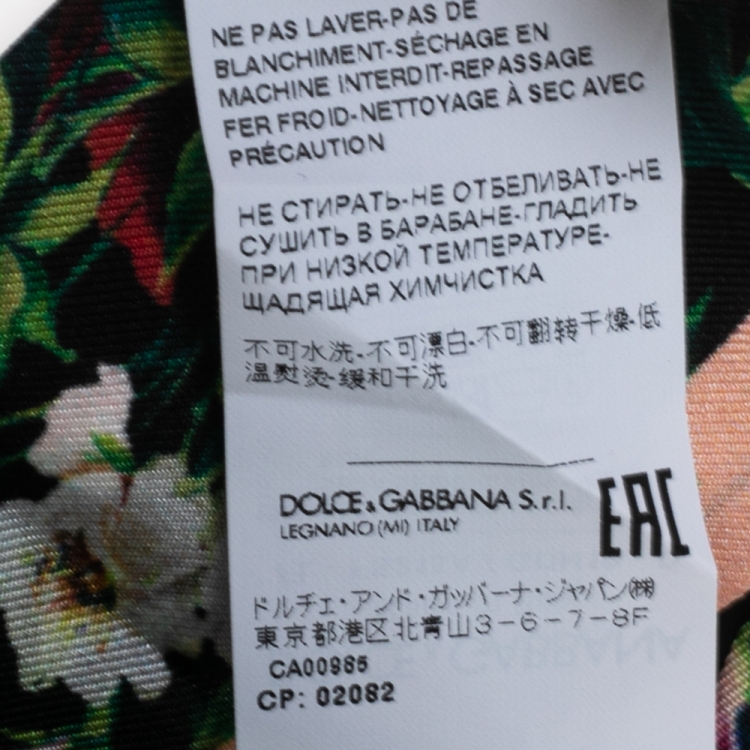 NE PAS LAVER-PAS DE
BLANCHIMENT-SÉCHAGE EN
MACHINE INTERDIT-REPASSAGE
FER FROID-NETTOYAGE À SEC AVEC
PRÉCAUTION
НЕ СТИРАТЬ-НЕ ОТБЕЛИВАТЬ-НЕ
СУШИТЬ В БАРАБАНЕ-ГЛАДИТЬ
ПРИ НИЗКОЙ ТЕМПЕРАТУРЕ-
ЩАДЯЩАЯ ХИМЧИСТКА
不可水洗-不可漂白-不可翻转干燥-低
温熨烫-缓和干洗
DOLCE & GABBANA S.r.l.
LEGNANO (MI) ITALY
EAC
ドルチェ・アンド・ガッバーナ・ジャパン㈱
東京都港区北青山3-6-7-8F
CA00985
CP: 02082